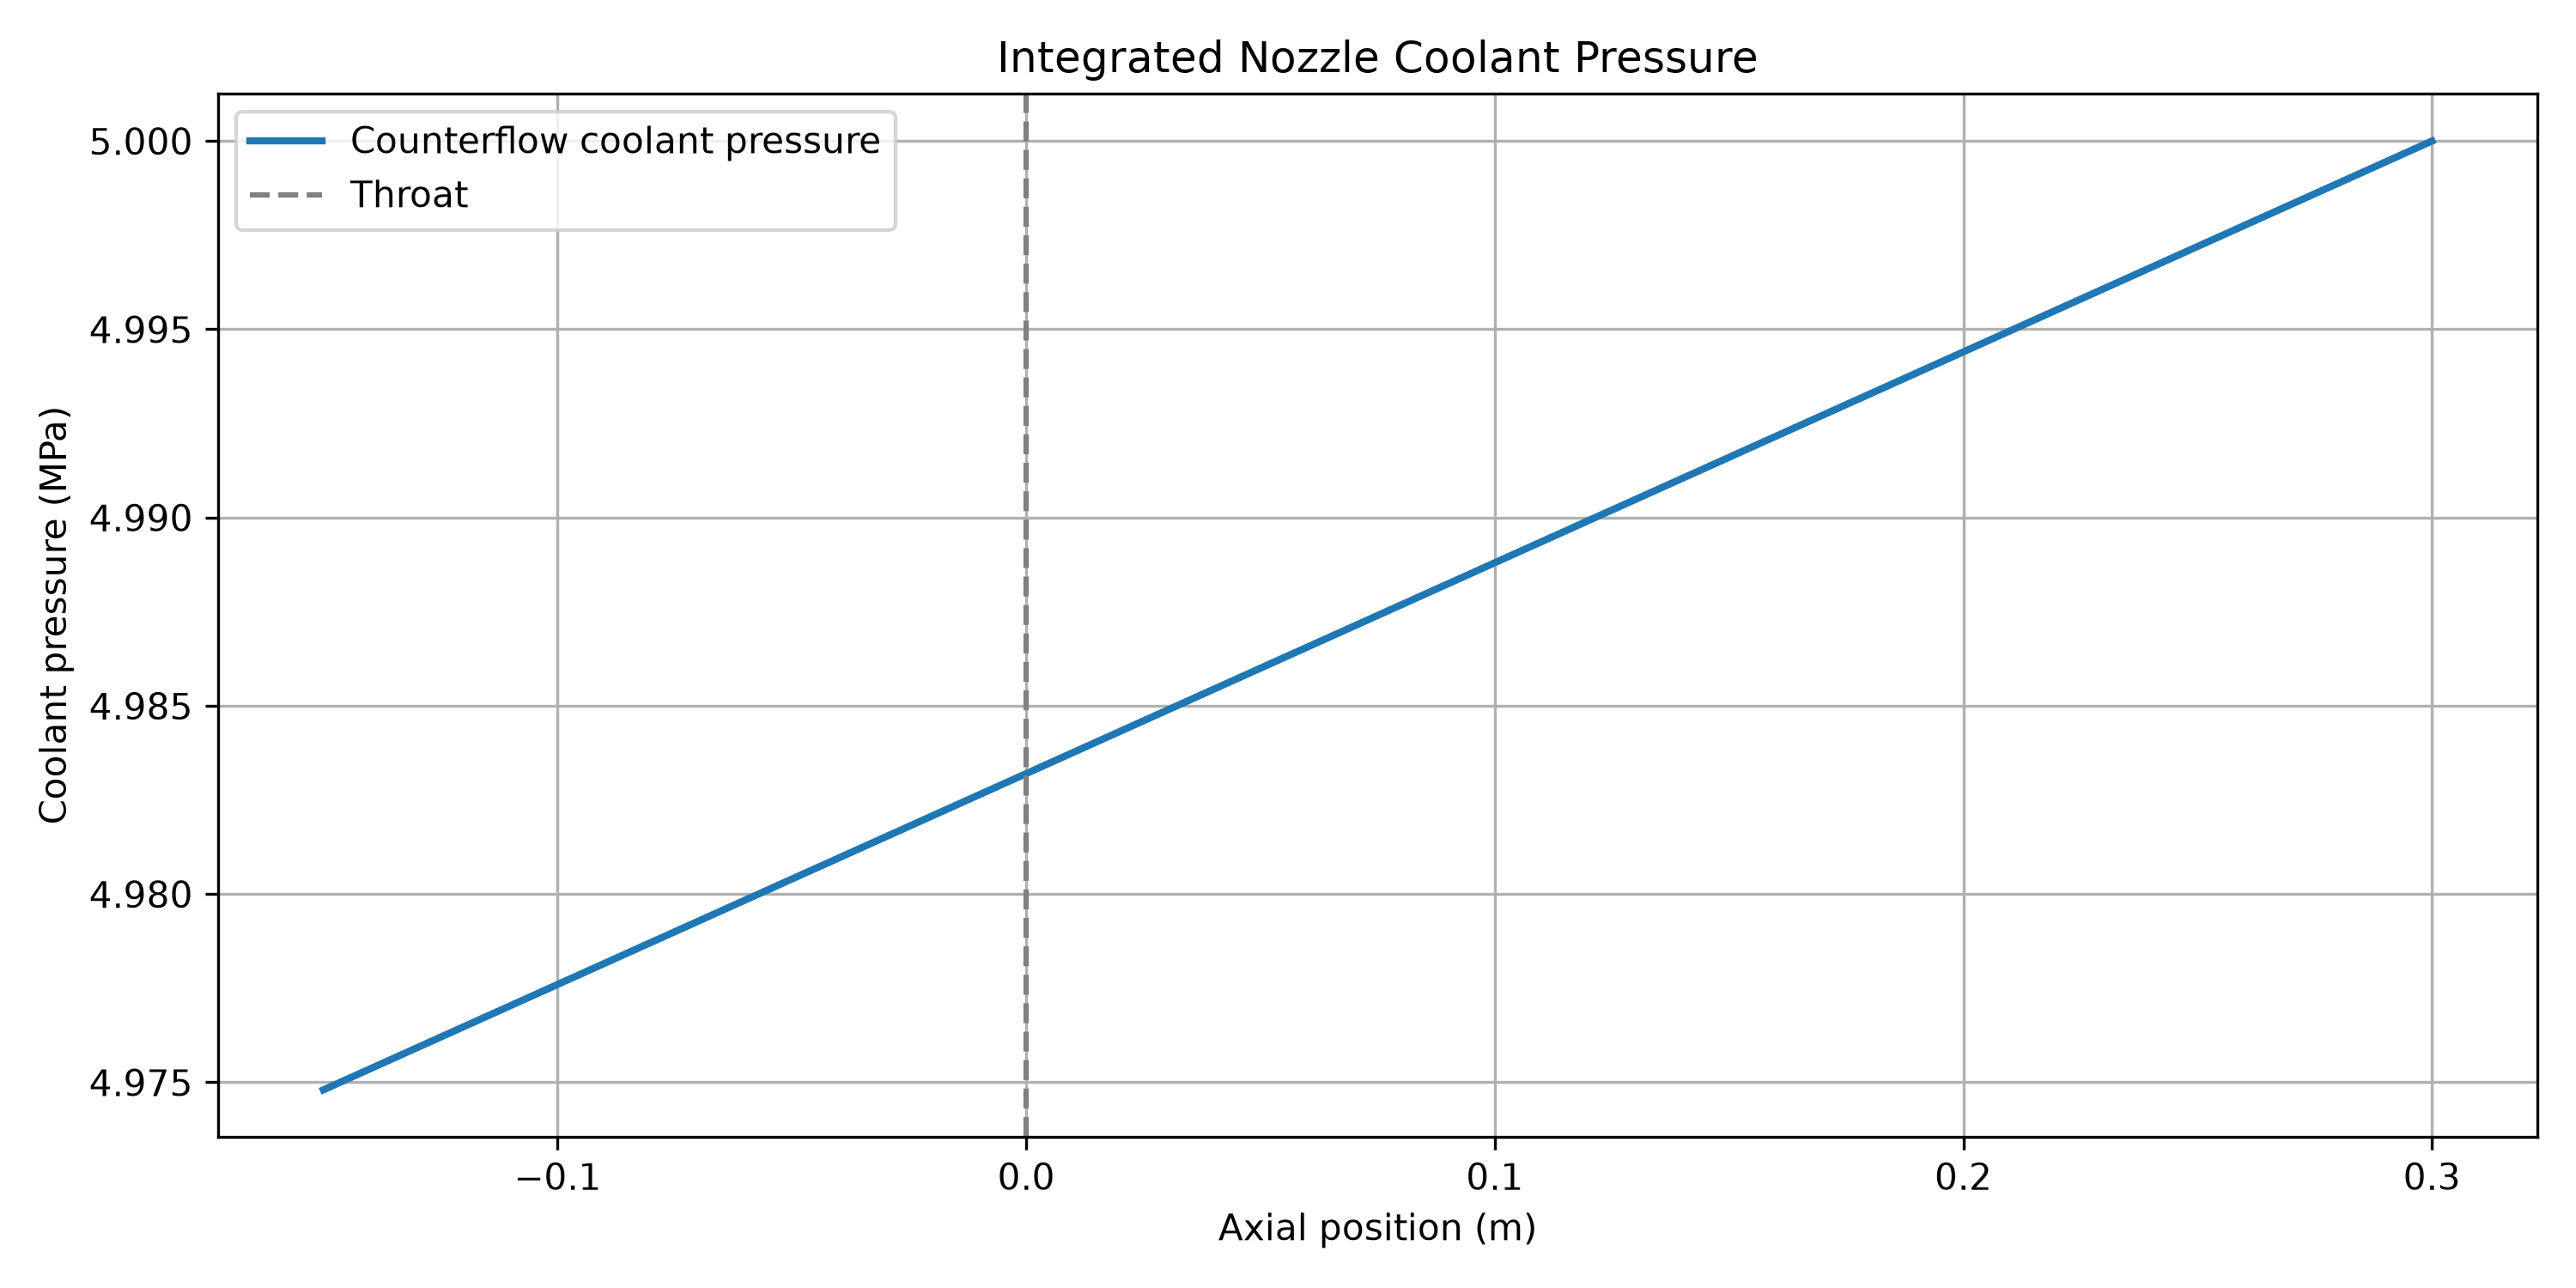 Integrated Nozzle Coolant Pressure
Counterflow coolant pressure
Throat
Coolant pressure (MPa)
5.000
4.995
4.990
4.985
4.980
4.975
−0.1
0.0
0.1
0.2
0.3
Axial position (m)